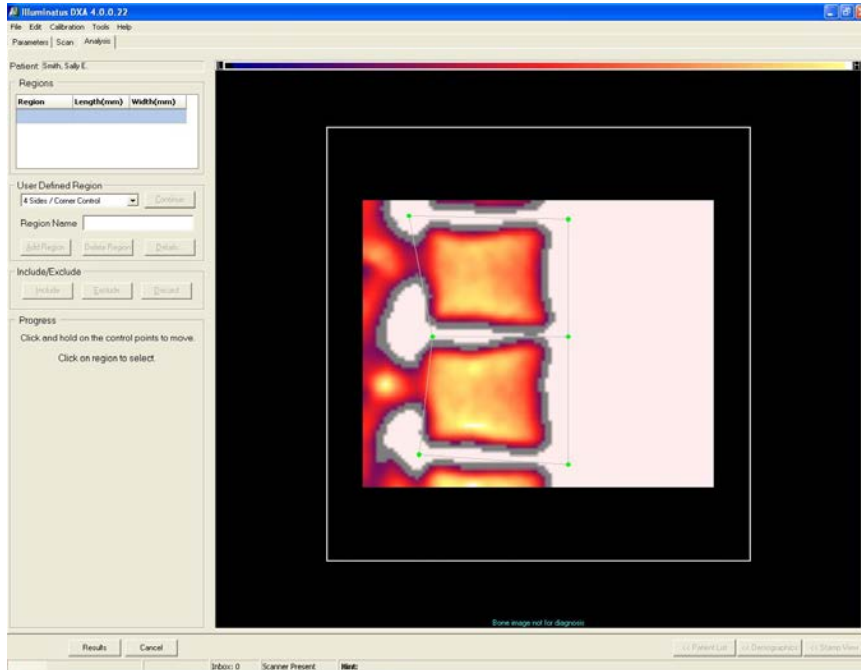 Illuminatus DXA 4.0.0.22
File Edit Calibration Tools Help
Parameters Scan Analysis
Patient: Smith, Sally E.
Regions
Region Length(mm) Width(mm)
User Defined Region
4 Sides / Corner Control Continue
Region Name
Add Region Delete Region Details
Include/Exclude
Include Exclude Discard
Progress
Click and hold on the control points to move.
Click on region to select.
Bone image not for diagnosis
Results Cancel
<< Patient List << Demographics << Stamp View
Inbox: 0 Scanner Present Hint: